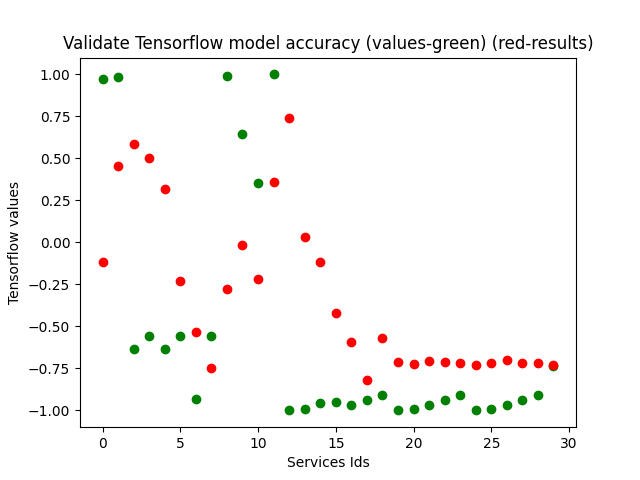 Validate Tensorflow model accuracy (values-green) (red-results)
1.00
0.75
0.50
0.25
0.00
−0.25
−0.50
−0.75
−1.00
Tensorflow values
0 5 10 15 20 25 30
Services Ids